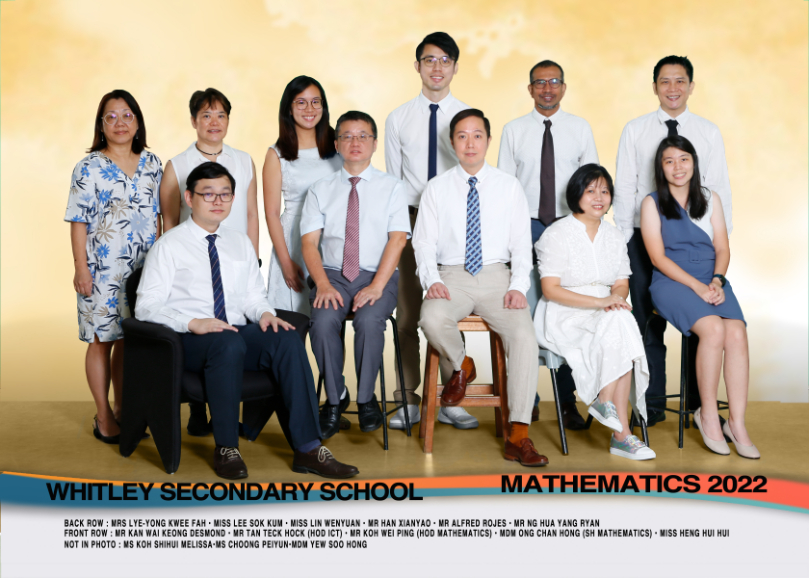 WHITLEY SECONDARY SCHOOL
MATHEMATICS 2022
BACK ROW : MRS LYE-YONG KWEE FAH • MISS LEE SOK KUM • MISS LIN WENYUAN • MR HAN XIANYAO • MR ALFRED ROJES • MR NG HUA YANG RYAN
FRONT ROW : MR KAN WAI KEONG DESMOND • MR TAN TECK HOCK (HOD ICT) • MR KOH WEI PING (HOD MATHEMATICS) • MDM ONG CHAN HONG (SH MATHEMATICS) • MISS HENG HUI HUI
NOT IN PHOTO : MS KOH SHIHUI MELISSA-MS CHOONG PEIYUN-MDM YEW SOO HONG